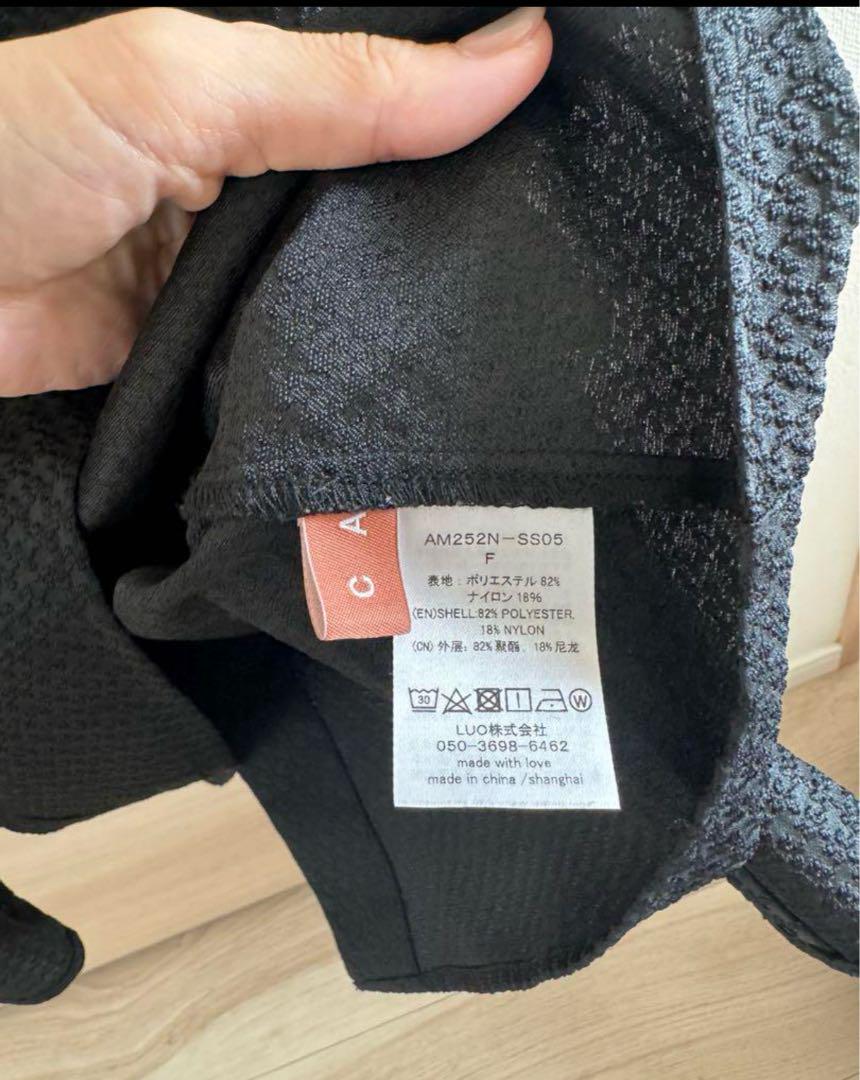 C A
AM252N-SS05
F
表地：ポリエステル 82%
ナイロン 18%
(EN)SHELL:82% POLYESTER.
18% NYLON
(CN) 外层: 82% 聚酯, 18% 尼龙
30 W
LUO株式会社
050-3698-6462
made with love
made in china /shanghai